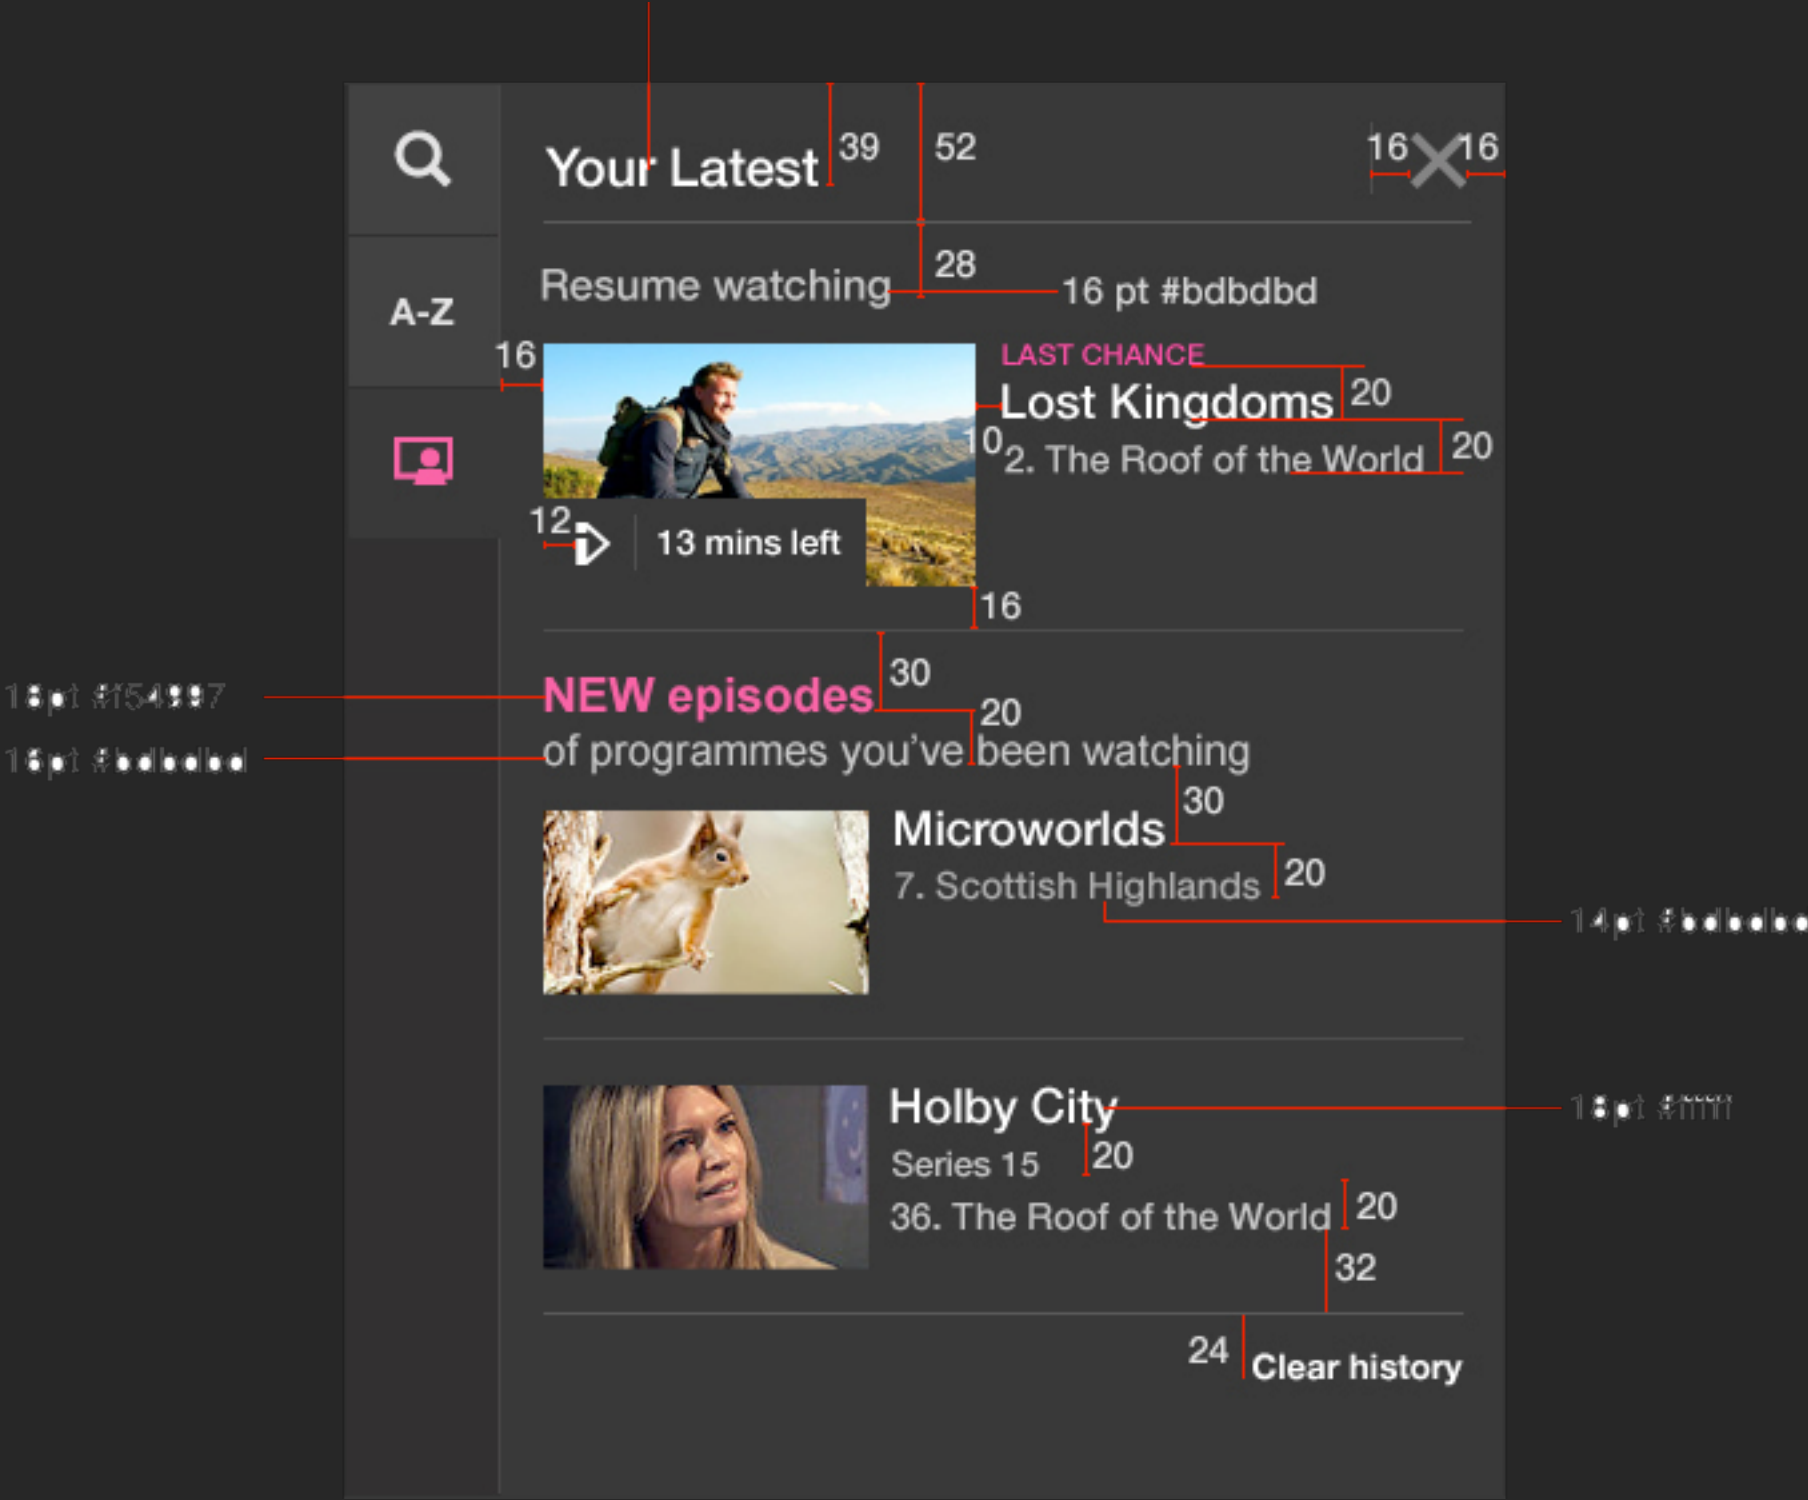 Your Latest
39
52
16
16
28
Resume watching
16 pt #bdbdbd
A-Z
16
LAST CHANCE
Lost Kingdoms
20
10
2. The Roof of the World
20
12
13 mins left
16
30
NEW episodes
20
of programmes you've been watching
30
Microworlds
7. Scottish Highlands
20
Holby City
20
Series 15
36. The Roof of the World
20
32
24
Clear history